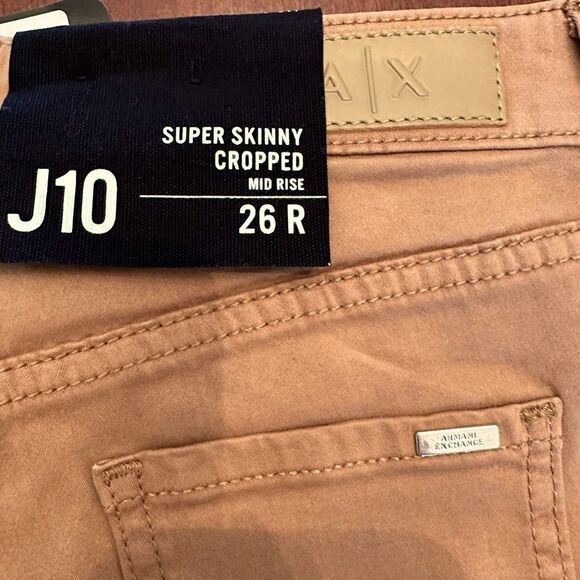 A|X
SUPER SKINNY
CROPPED
MID RISE
J10
26 R
ARMANI
EXCHANGE